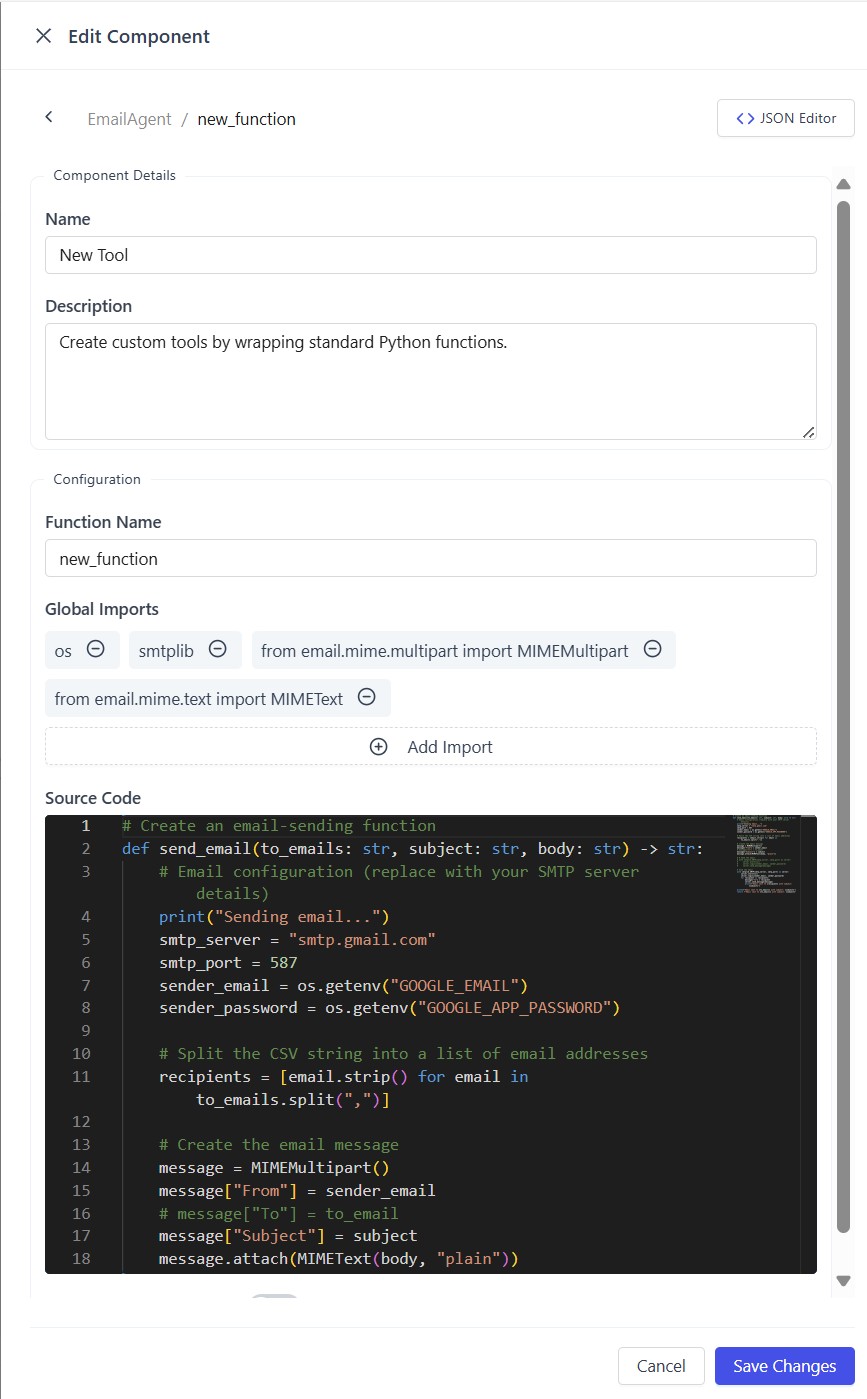 Edit Component
EmailAgent / new_function
<> JSON Editor
Component Details
Name
New Tool
Description
Create custom tools by wrapping standard Python functions.
Configuration
Function Name
new_function
Global Imports
os
smtplib
from email.mime.multipart import MIMEMultipart
from email.mime.text import MIMEText
Add Import
Source Code
1 # Create an email-sending function
2 def send_email(to_emails: str, subject: str, body: str) -> str:
3 # Email configuration (replace with your SMTP server
details)
4 print("Sending email...")
5 smtp_server = "smtp.gmail.com"
6 smtp_port = 587
7 sender_email = os.getenv("GOOGLE_EMAIL")
8 sender_password = os.getenv("GOOGLE_APP_PASSWORD")
9
10 # Split the CSV string into a list of email addresses
11 recipients = [email.strip() for email in
to_emails.split(",")]
12
13 # Create the email message
14 message = MIMEMultipart()
15 message["From"] = sender_email
16 # message["To"] = to_email
17 message["Subject"] = subject
18 message.attach(MIMEText(body, "plain"))
Cancel
Save Changes